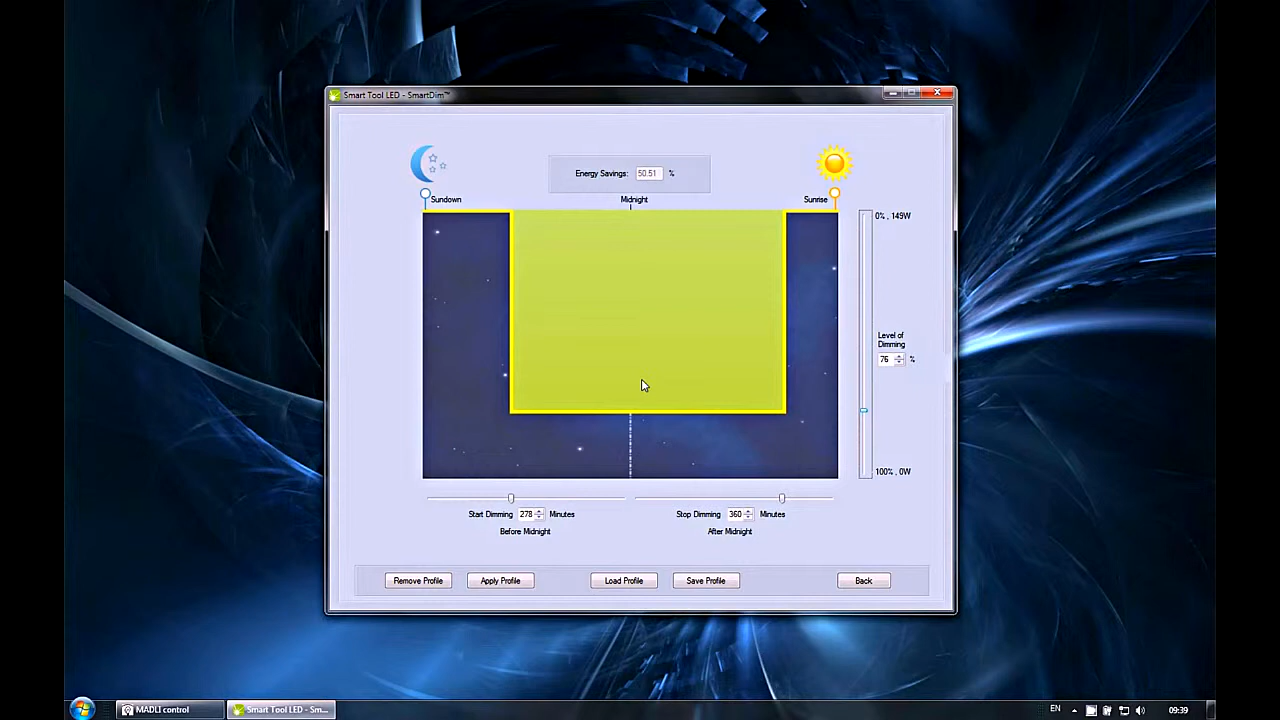 Smart Tool LED - SmartDim™
Energy Savings: 50.51 %
Sundown
Midnight
Sunrise
0% , 149W
Level of
Dimming
76 %
100% , 0W
Start Dimming 278 Minutes
Before Midnight
Stop Dimming 360 Minutes
After Midnight
Remove Profile
Apply Profile
Load Profile
Save Profile
Back
MADLI control
Smart Tool LED - Sm...
EN
09:39